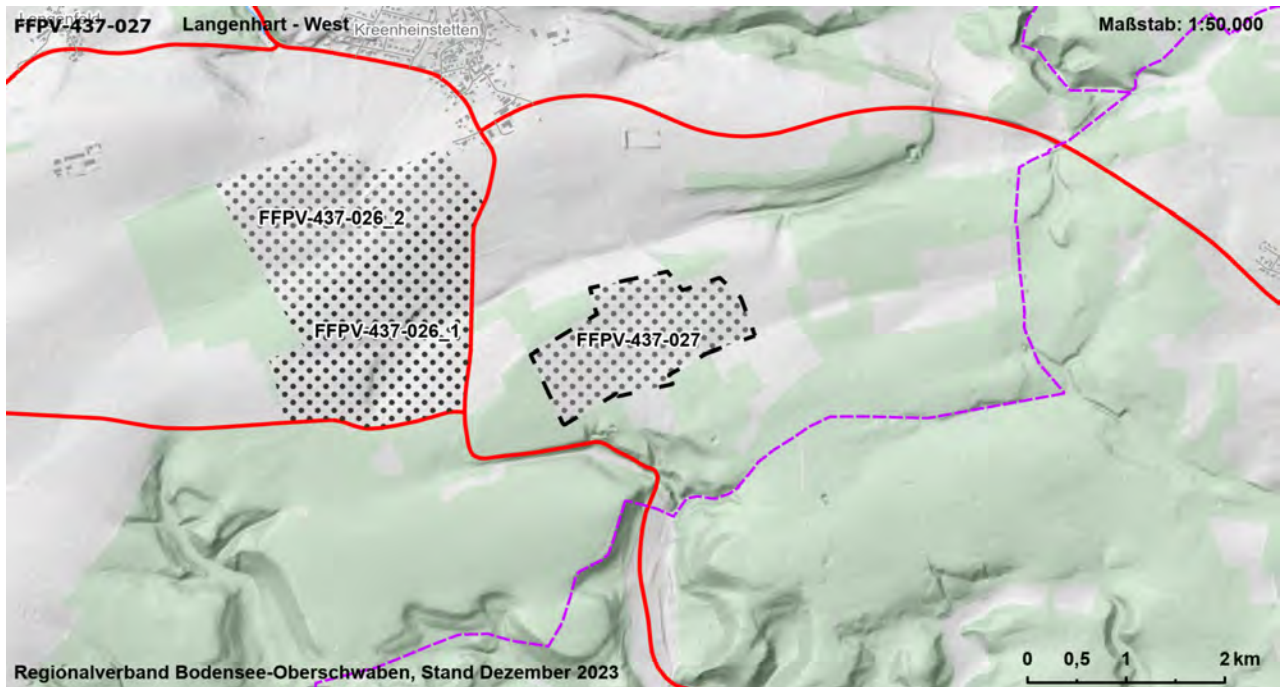 FFPV-437-027
Langenhart - West
Langenfeld
Kreenheinstetten
Maßstab: 1:50.000
FFPV-437-026_2
FFPV-437-026_1
FFPV-437-027
Regionalverband Bodensee-Oberschwaben, Stand Dezember 2023
0 0,5 1 2 km